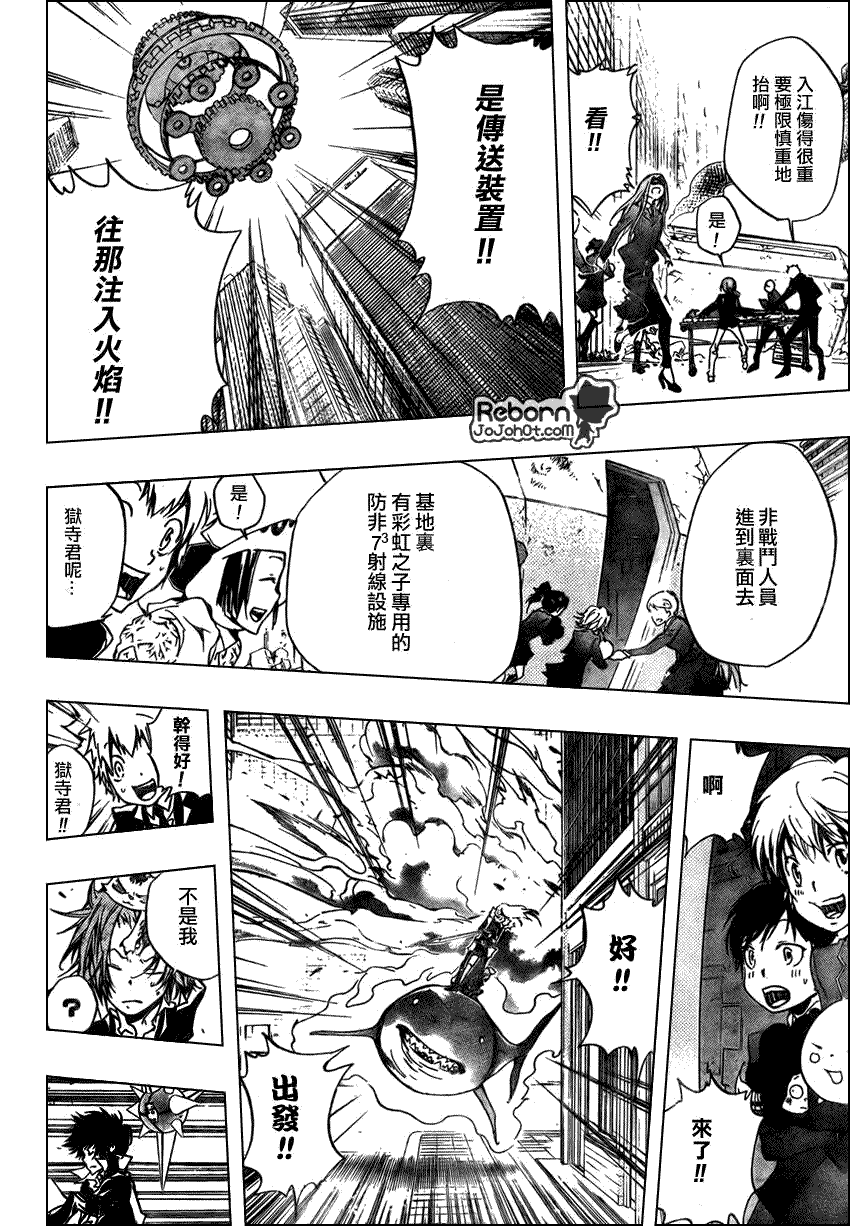 入江傷得很重
要極限慎重地
抬啊!!
是!
看!!
是傳送裝置!!
往那注入火焰!!
Reborn
JoJoHOt.com
非戰鬥人員
進到裏面去
基地裏
有彩虹之子專用的
防非7³射線設施
是!
獄寺君呢…
啊
來了!!
好!!
出發!!
幹得好!
獄寺君!!
不是我
?